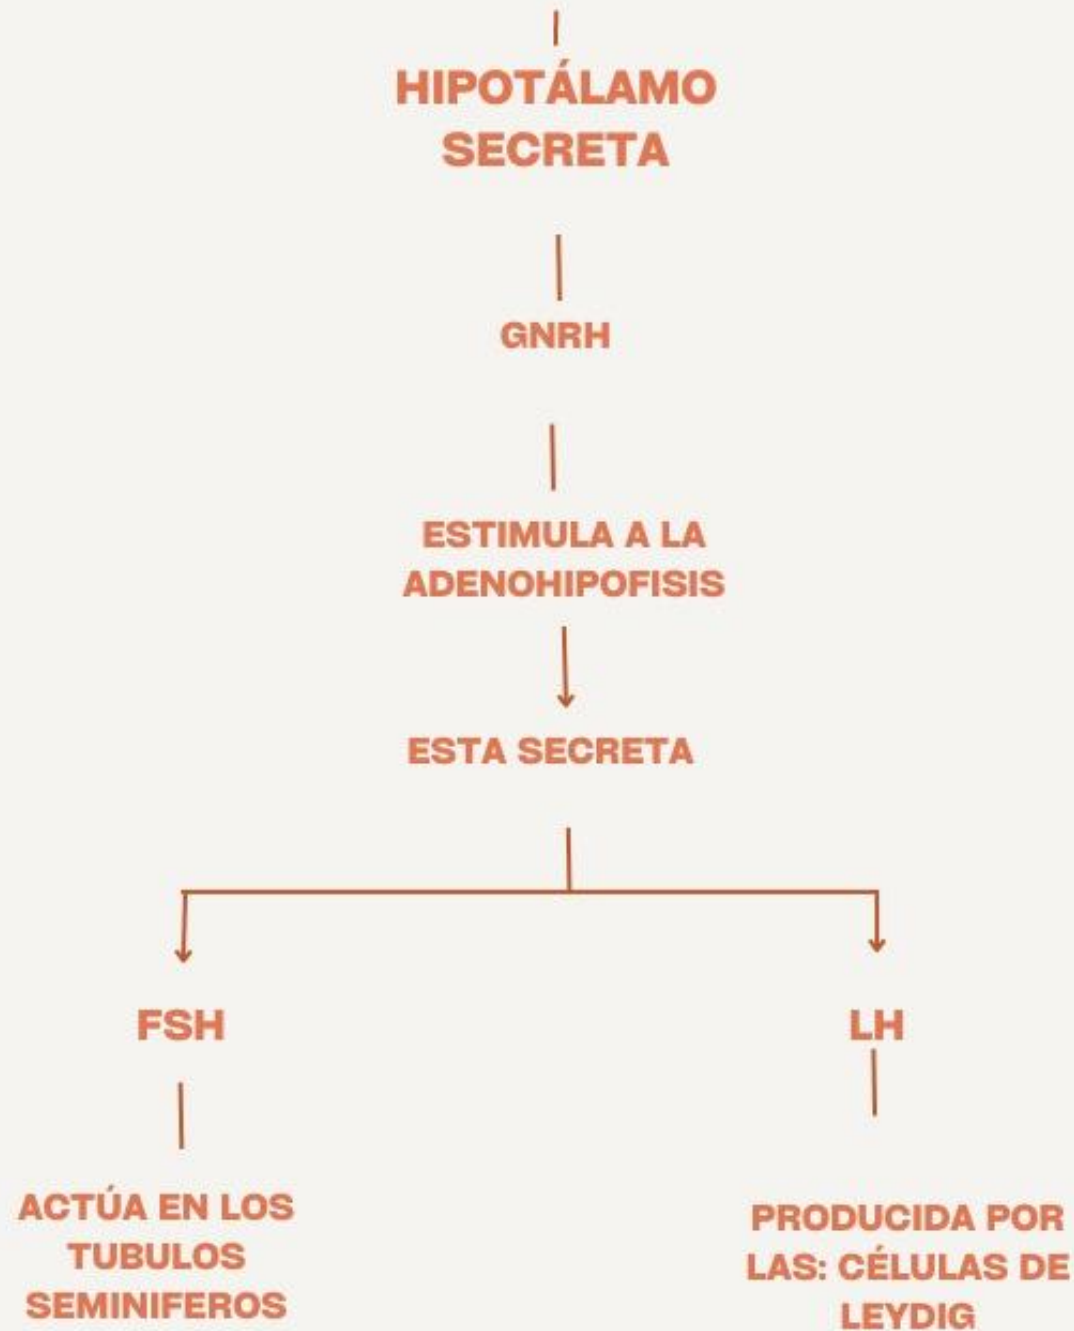 HIPOTÁLAMO
SECRETA
GNRH
ESTIMULA A LA
ADENOHIPOFISIS
ESTA SECRETA
FSH
LH
ACTÚA EN LOS
TUBULOS
SEMINIFEROS
PRODUCIDA POR
LAS: CÉLULAS DE
LEYDIG